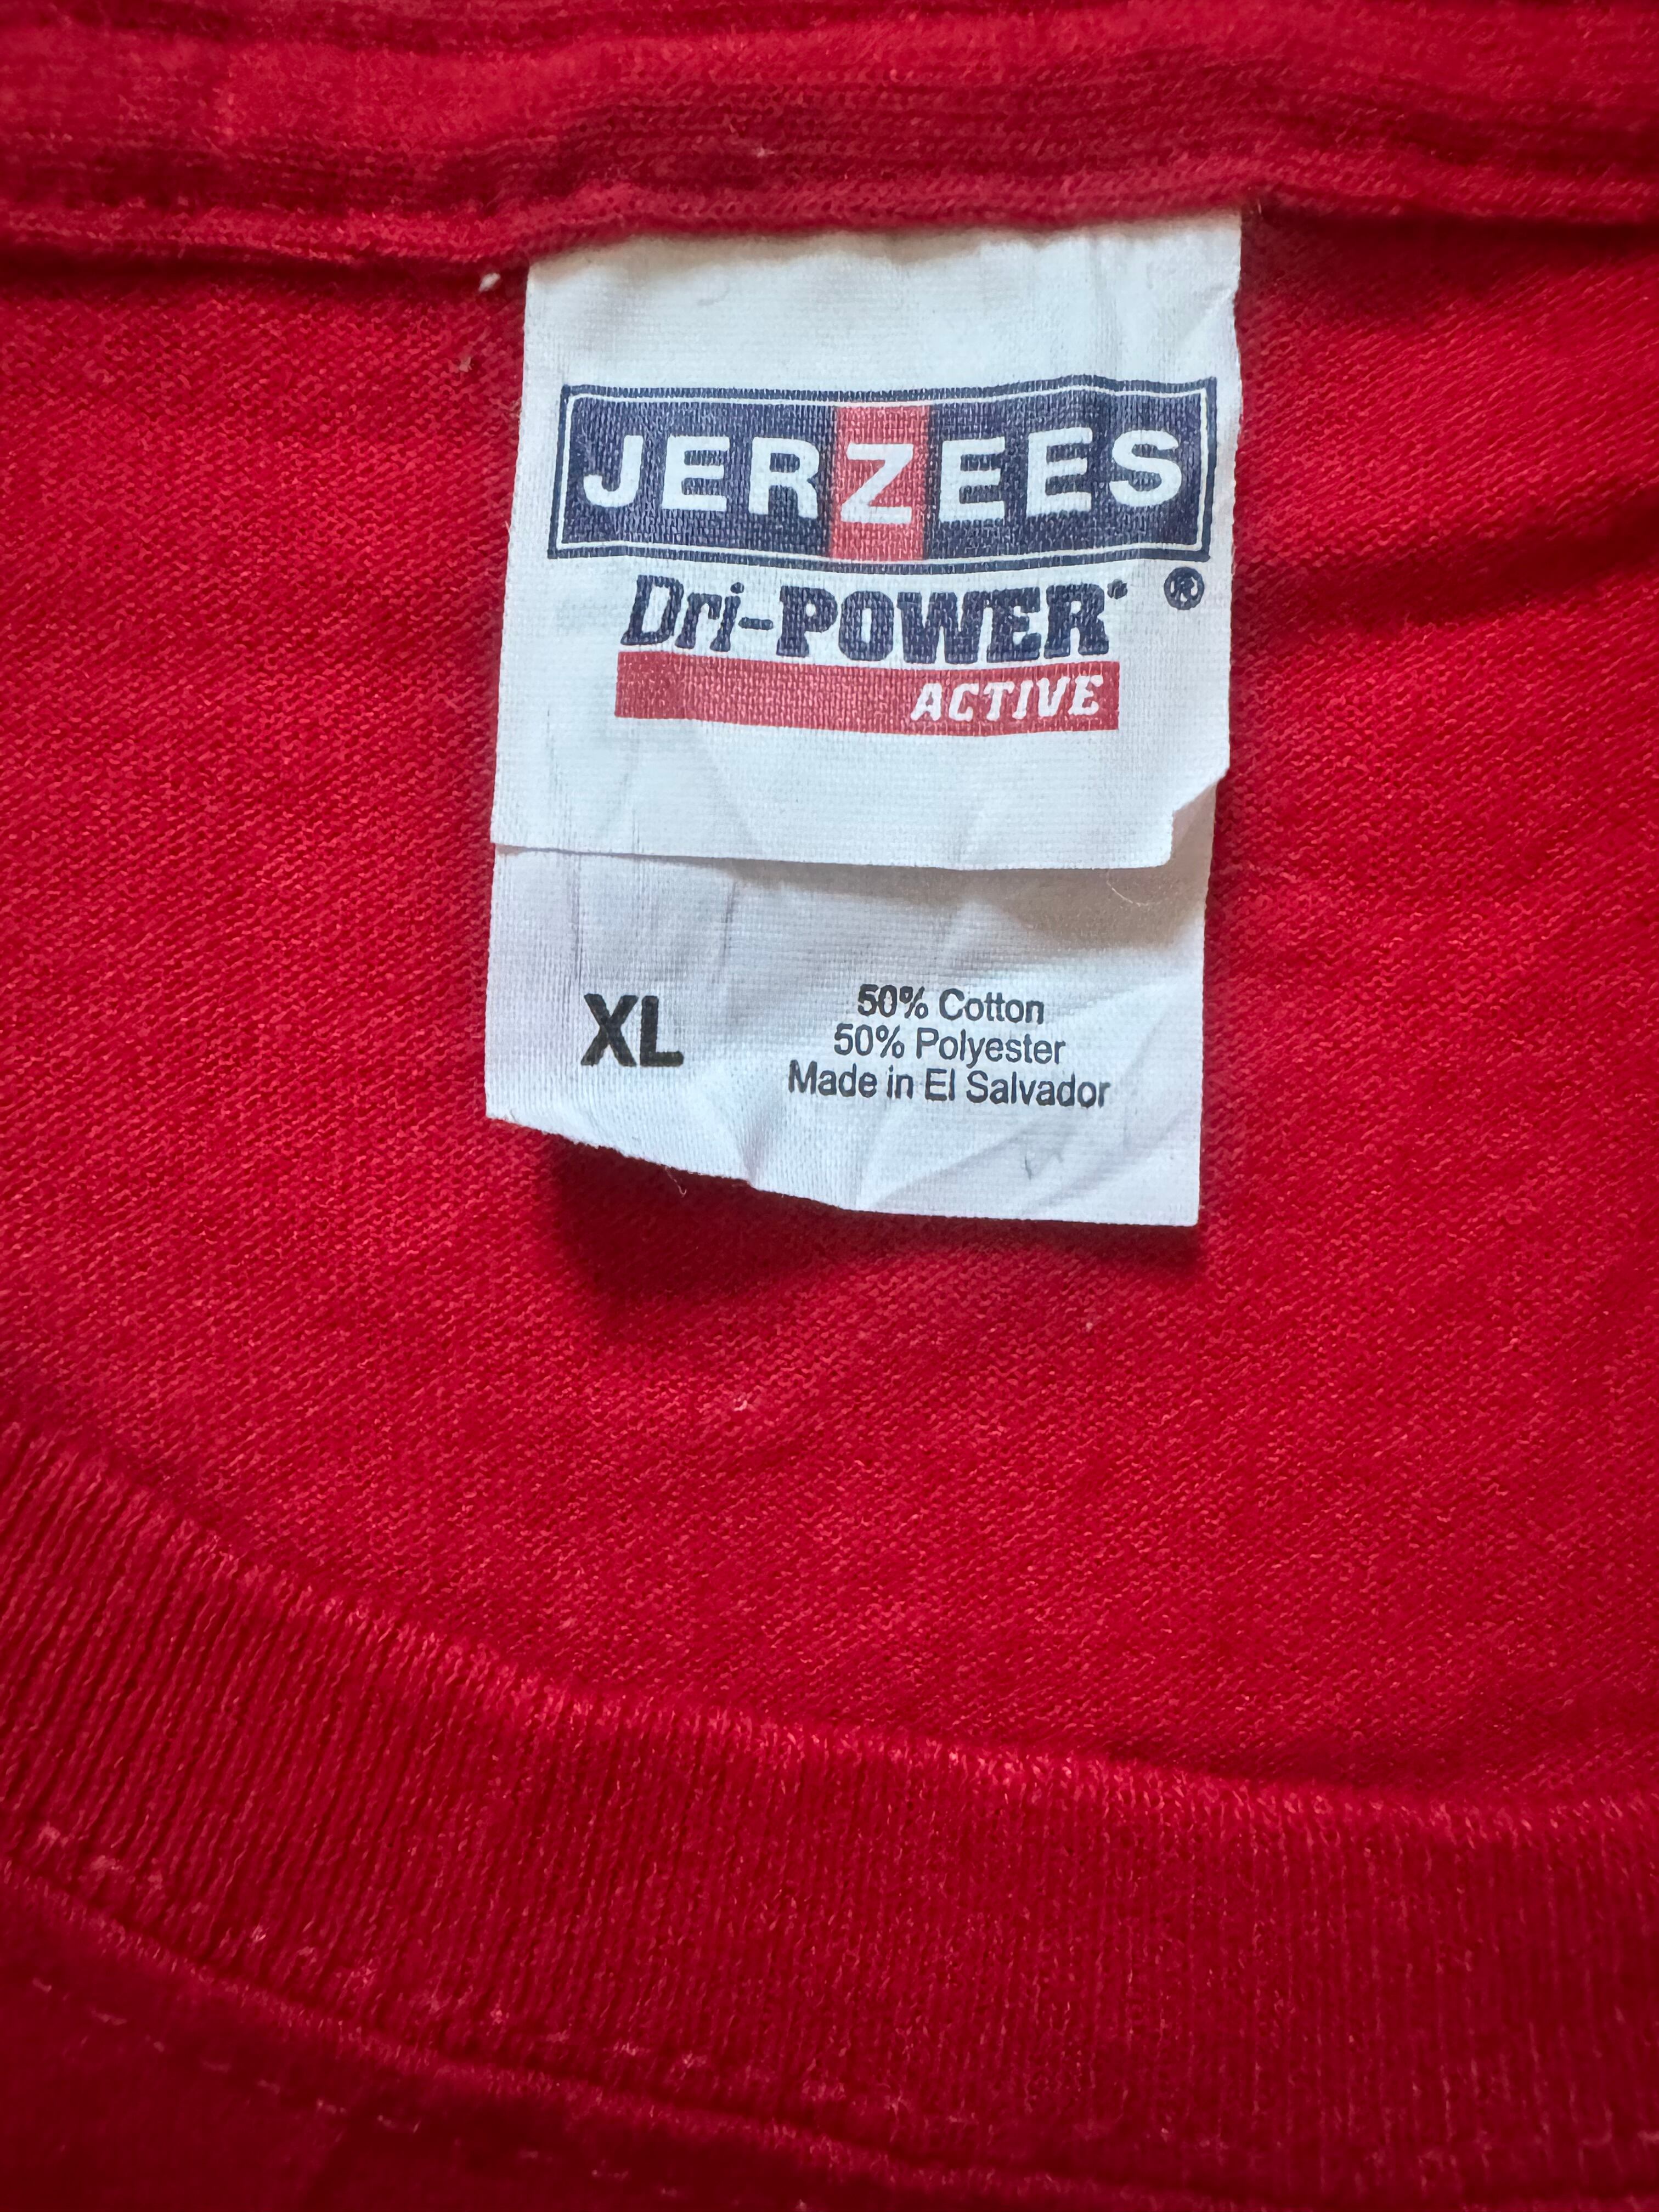 JERZEES
®
Dri-POWER®
ACTIVE
XL
50% Cotton
50% Polyester
Made in El Salvador